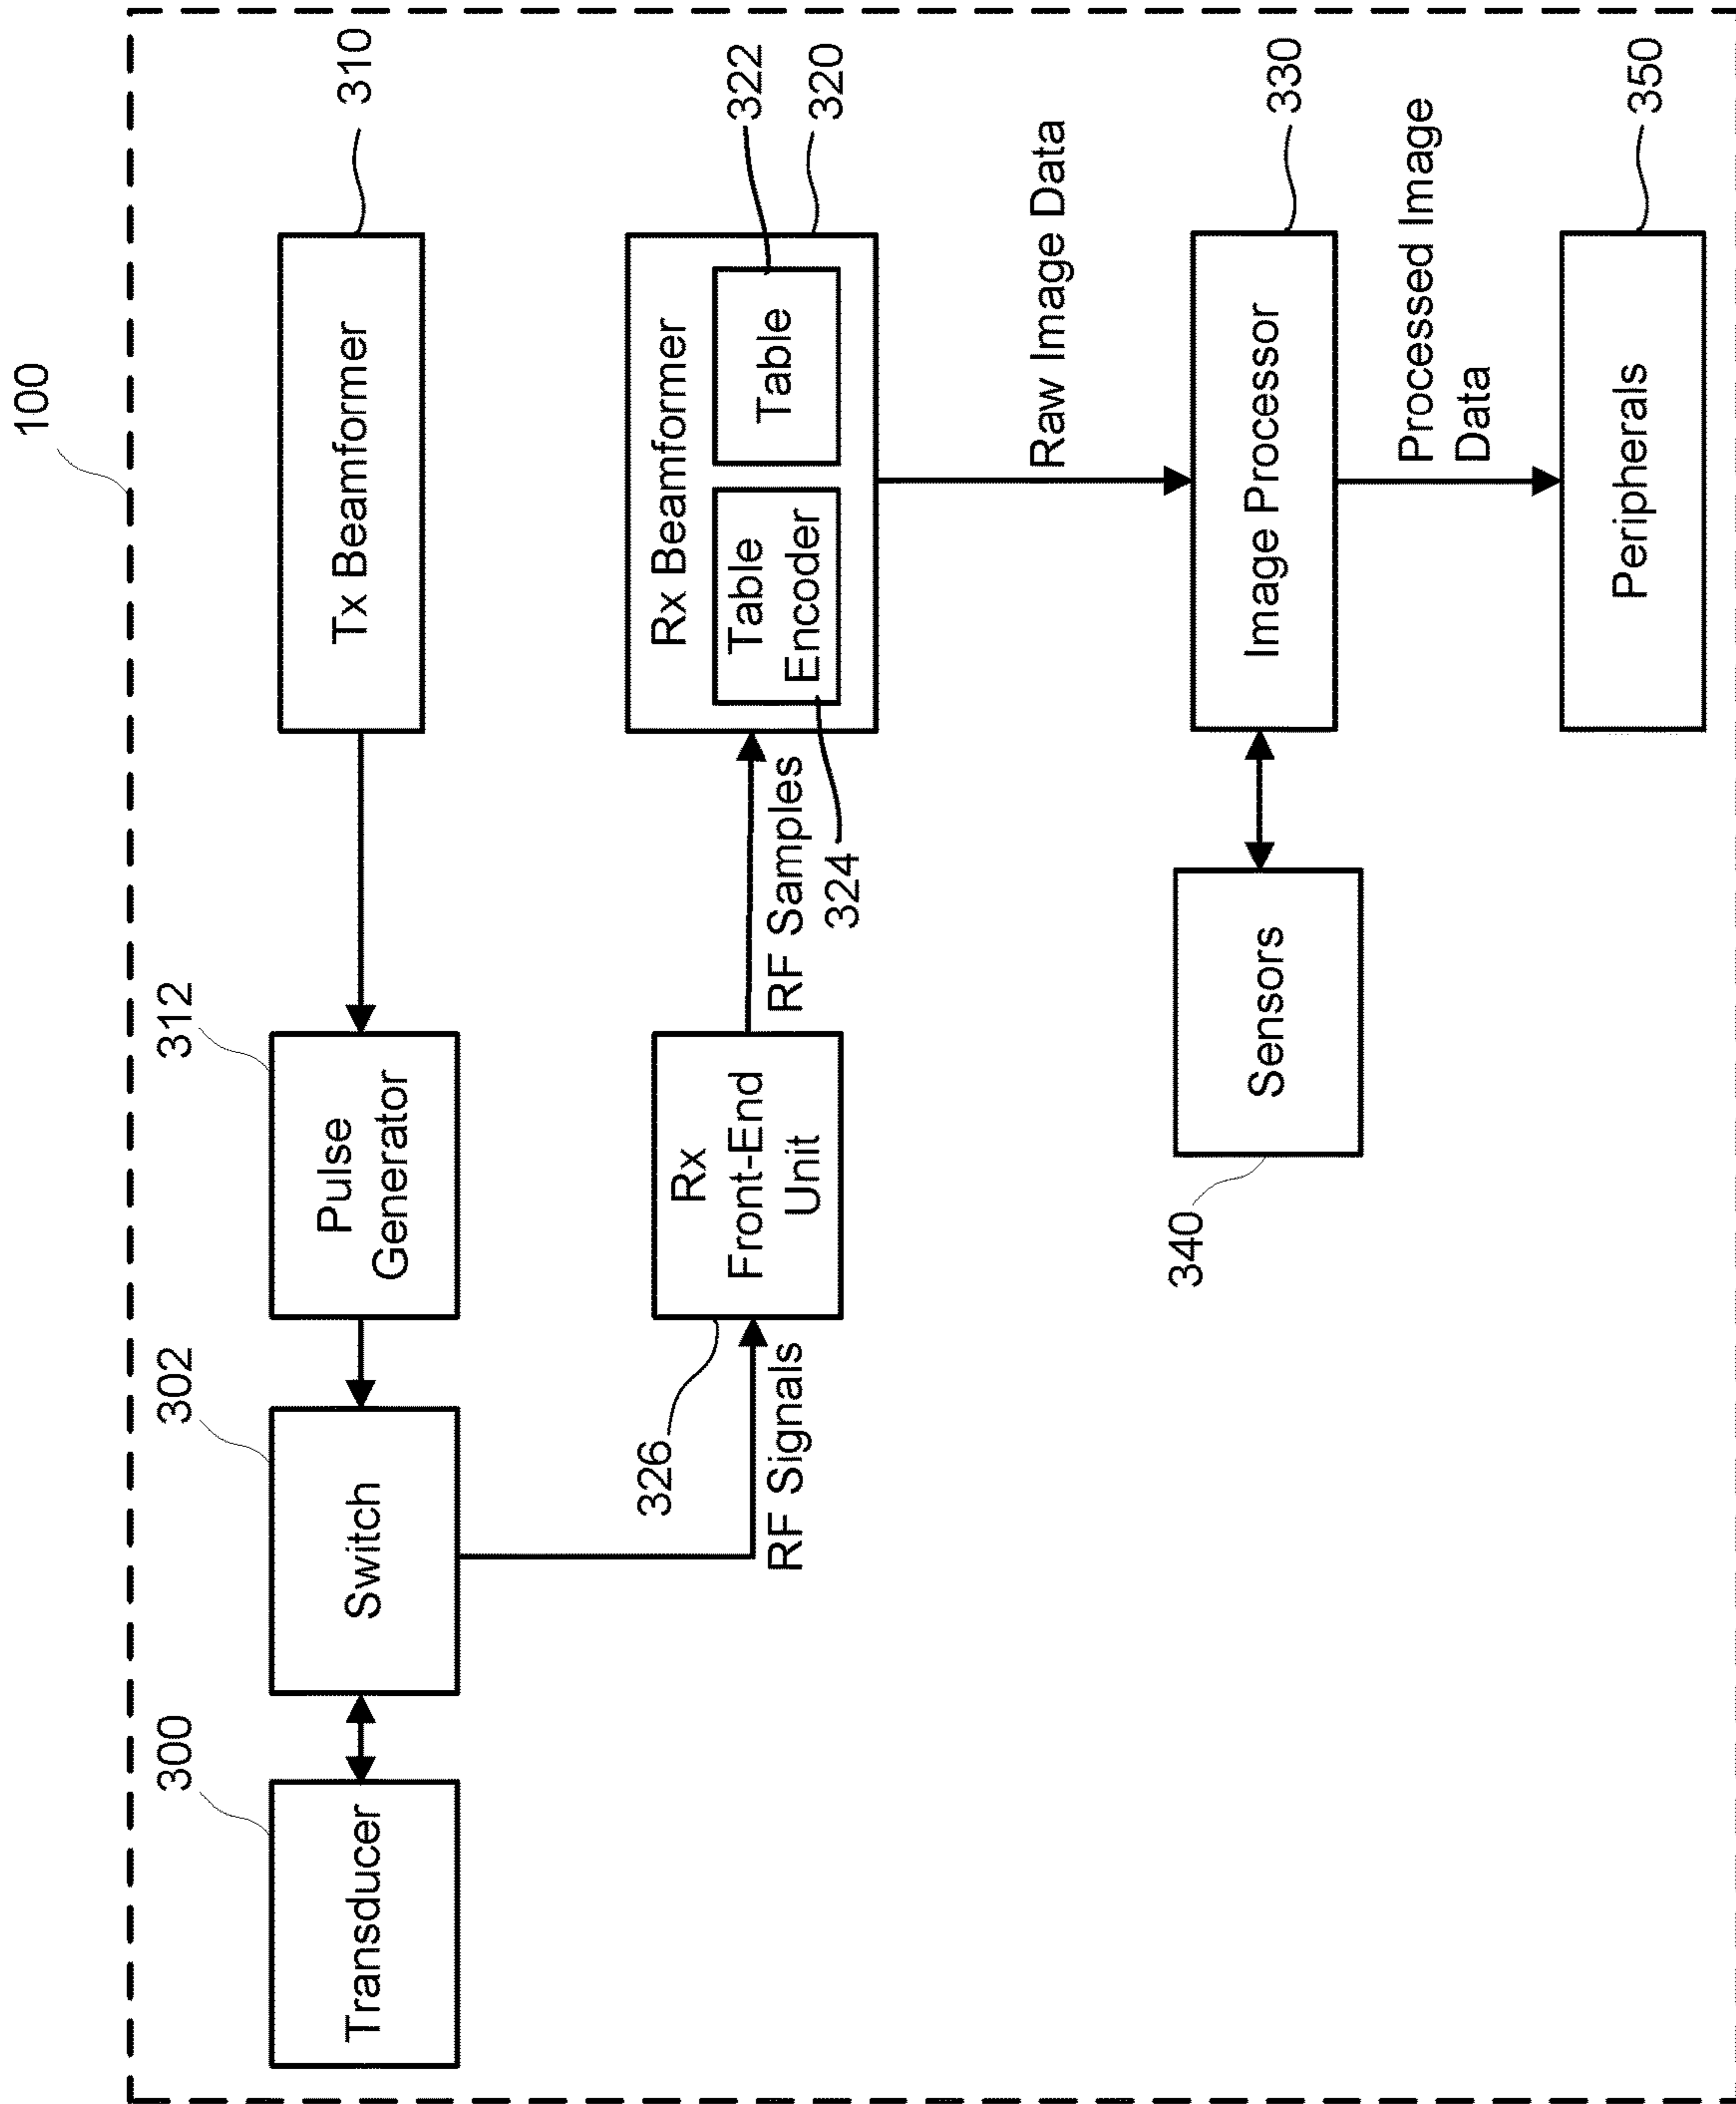 100
300
302
312
310
Transducer
Switch
Pulse
Generator
Tx Beamformer
326
Rx
Front-End
Unit
RF Signals
RF Samples
Rx Beamformer
Table
Encoder
Table
324
322
320
Raw Image Data
340
Sensors
Image Processor
330
Processed Image
Data
Peripherals
350